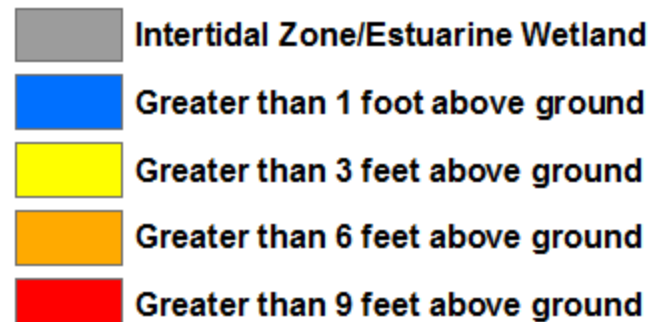 Intertidal Zone/Estuarine Wetland
Greater than 1 foot above ground
Greater than 3 feet above ground
Greater than 6 feet above ground
Greater than 9 feet above ground